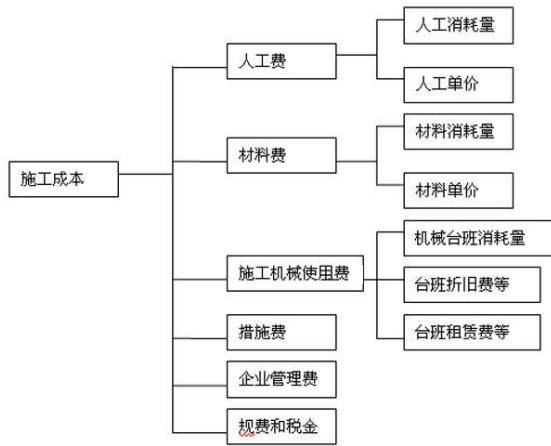 施工成本
人工费
人工消耗量
人工单价
材料费
材料消耗量
材料单价
施工机械使用费
机械台班消耗量
台班折旧费等
台班租赁费等
措施费
企业管理费
规费和税金